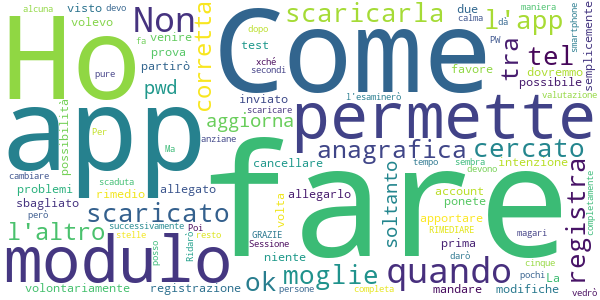 alcuna
visto
devo
volevo
venire
fa
prova
partirò
pure
pwd
Ho
Non
corretta
Come
dopo
test
xché
secondi
scaricarla
due
calma
PW
favore
l'app
dà
maniera
smartphone
semplicemente
tra
tel
dovremmo
possibile
valutazione
possibilità
app
inviato
,scaricare
l'esaminerò
aggiorna
permette
Per
Ma
anziane
cambiare
scaduta
problemi
rimedio
allegato
sbagliato
però
scaricato
cancellare
anagrafica
cercato
tempo
sembra
intenzione
devono
registra
completamente
fare
volta
allegarlo
soltanto
account
ponete
apportare
RIMEDIARE
magari
l'altro
successivamente
Poi
stelle
posso
Ridarò
resto
GRAZIE
Sessione
niente
prima
darò
cinque
La
modulo
ok
moglie
quando
pochi
vedrò
volontariamente
registrazione
persone
completa
mandare
modifiche